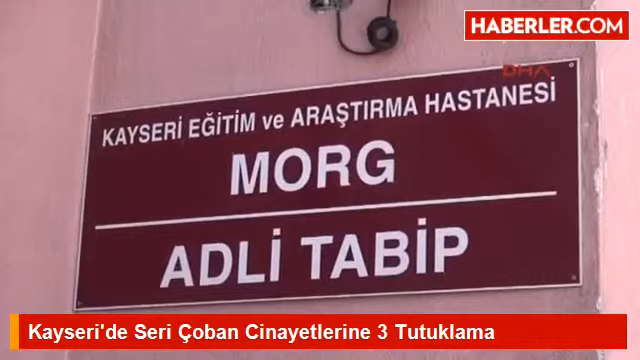 HABERLER.COM
DHA
KAYSERİ EĞİTİM ve ARAŞTIRMA HASTANESİ
MORG
ADLİ TABİP
Kayseri'de Seri Çoban Cinayetlerine 3 Tutuklama